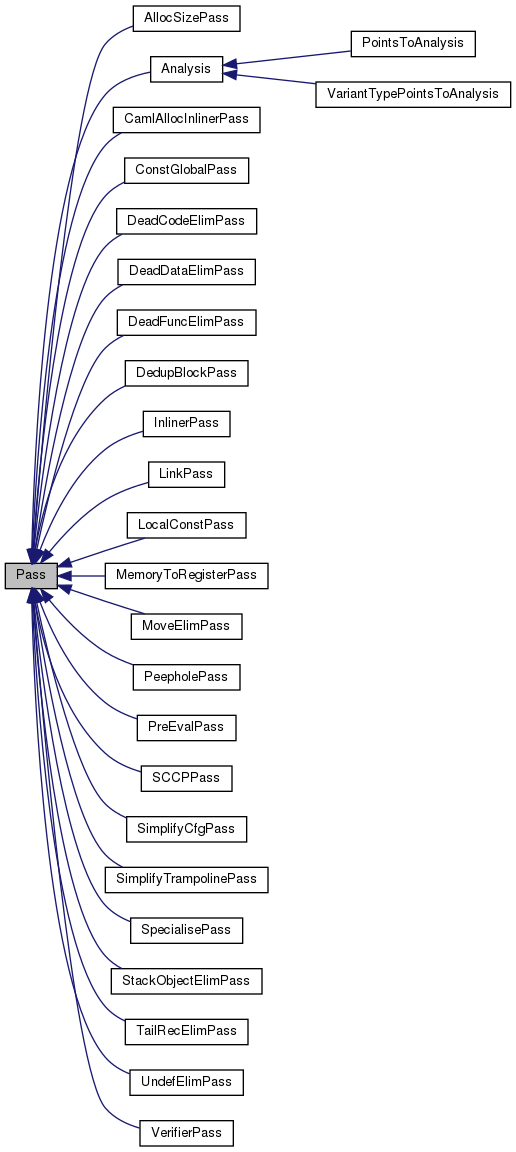 AllocSizePass
PointsToAnalysis
Analysis
VariantTypePointsToAnalysis
CamlAllocInlinerPass
ConstGlobalPass
DeadCodeElimPass
DeadDataElimPass
DeadFuncElimPass
DedupBlockPass
InlinerPass
LinkPass
LocalConstPass
Pass
MemoryToRegisterPass
MoveElimPass
PeepholePass
PreEvalPass
SCCPPass
SimplifyCfgPass
SimplifyTrampolinePass
SpecialisePass
StackObjectElimPass
TailRecElimPass
UndefElimPass
VerifierPass